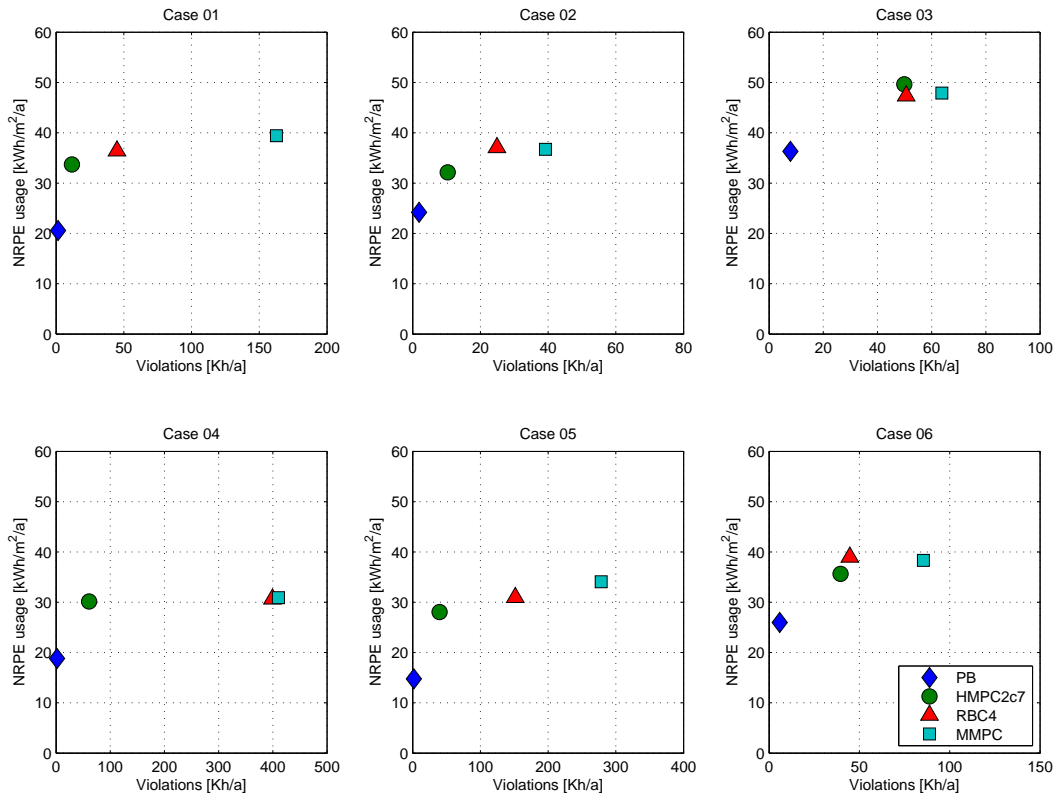 Case 01
60
50
40
30
20
10
0
NRPE usage [kWh/m²/a]
0 50 100 150 200
Violations [Kh/a]
Case 02
60
50
40
30
20
10
0
NRPE usage [kWh/m²/a]
0 20 40 60 80
Violations [Kh/a]
Case 03
60
50
40
30
20
10
0
NRPE usage [kWh/m²/a]
0 20 40 60 80 100
Violations [Kh/a]
Case 04
60
50
40
30
20
10
0
NRPE usage [kWh/m²/a]
0 100 200 300 400 500
Violations [Kh/a]
Case 05
60
50
40
30
20
10
0
NRPE usage [kWh/m²/a]
0 100 200 300 400
Violations [Kh/a]
Case 06
60
50
40
30
20
10
0
NRPE usage [kWh/m²/a]
0 50 100 150
Violations [Kh/a]
PB
HMPC2c7
RBC4
MMPC